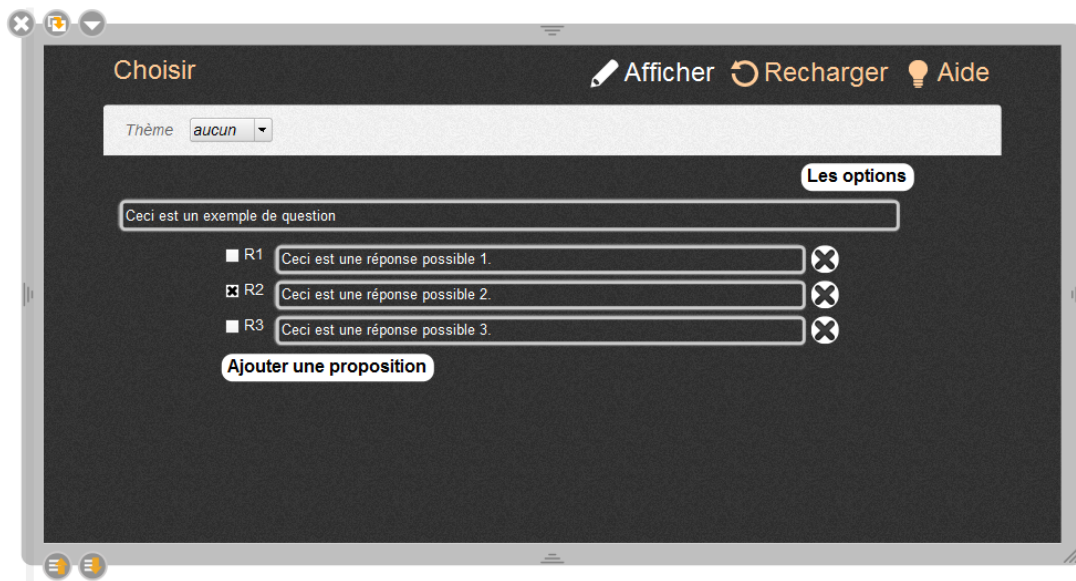 Choisir Afficher Recharger Aide
Thème aucun
Les options
Ceci est un exemple de question
R1 Ceci est une réponse possible 1.
R2 Ceci est une réponse possible 2.
R3 Ceci est une réponse possible 3.
Ajouter une proposition